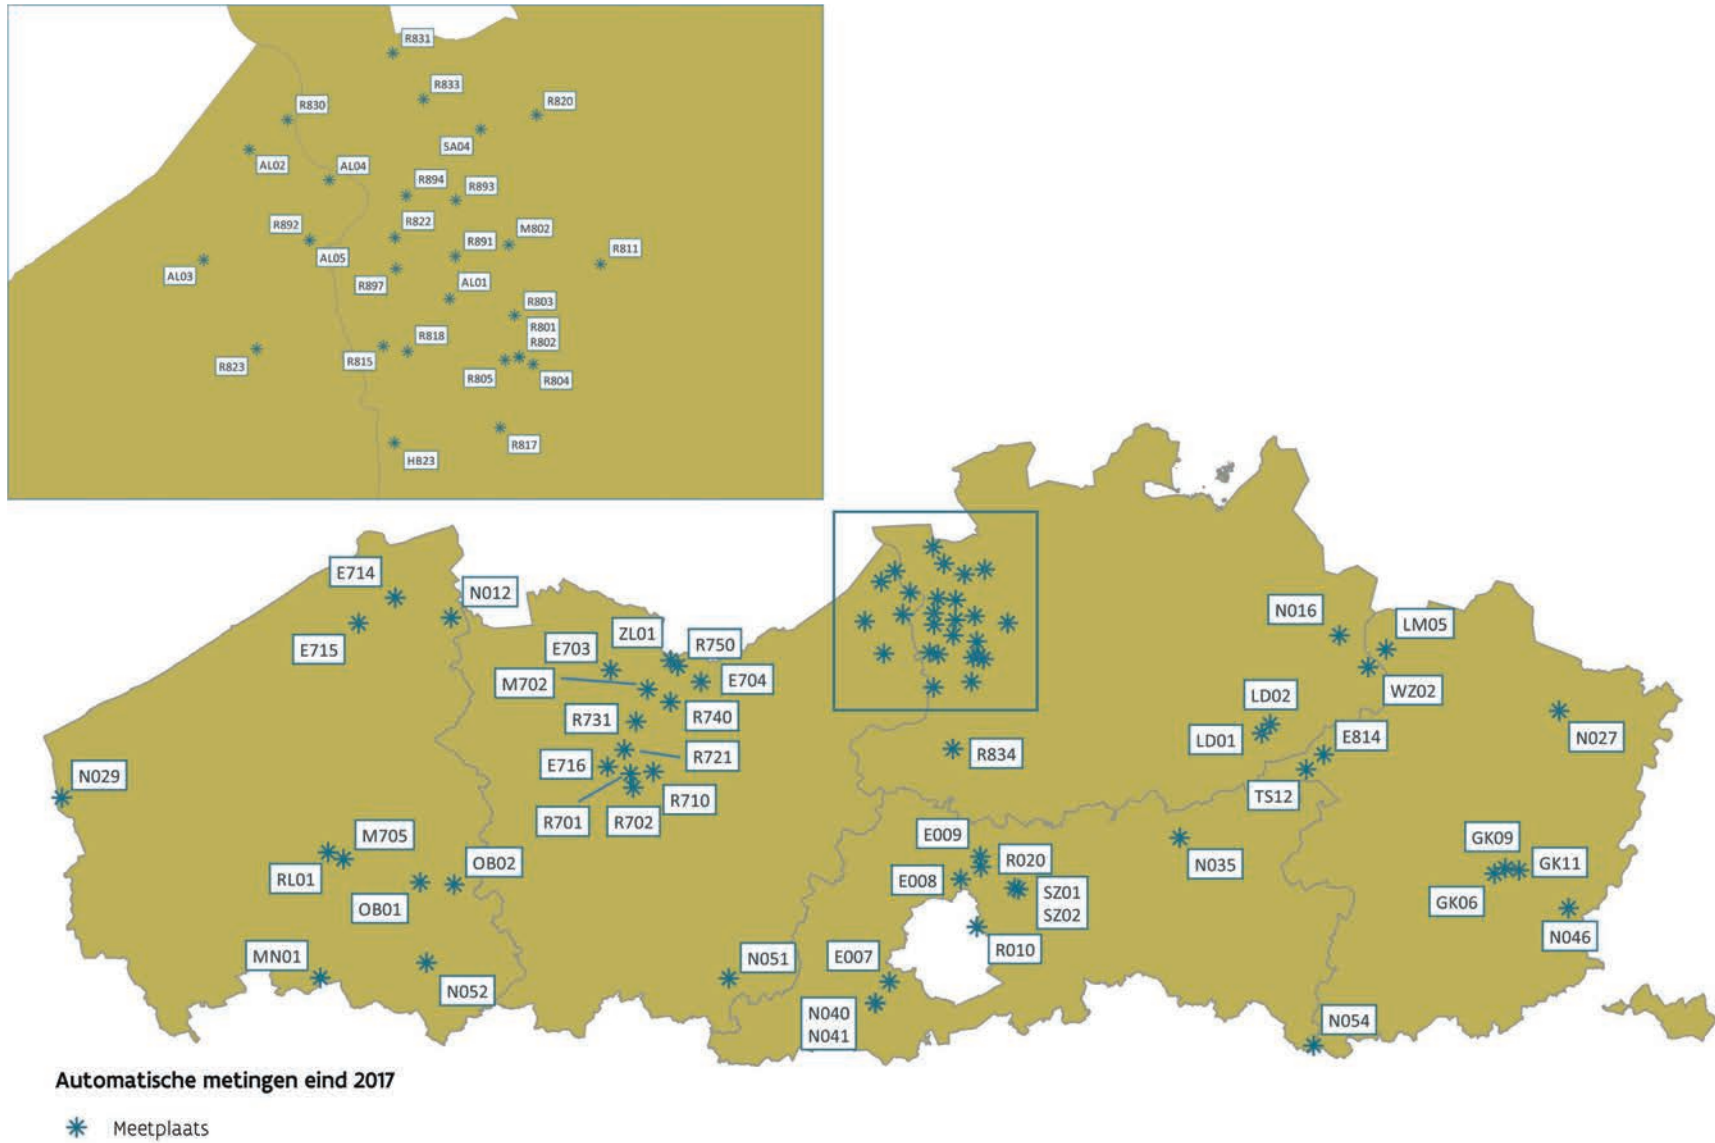 R831
R833
R830
R820
SA04
AL02
AL04
R894
R893
R892
R822
M802
R891
R811
AL05
AL03
R897
AL01
R803
R801
R802
R818
R815
R823
R805
R804
R817
HB23
E714
N012
E715
ZL01
E703
R750
M702
E704
R731
R740
R721
E716
R710
R701
R702
N029
M705
RL01
OB02
OB01
MN01
N052
N051
N016
LM05
WZ02
LD02
LD01
E814
N027
R834
TS12
E009
R020
E008
SZ01
SZ02
N035
R010
E007
N040
N041
GK09
GK11
GK06
N046
N054
Automatische metingen eind 2017
Meetplaats